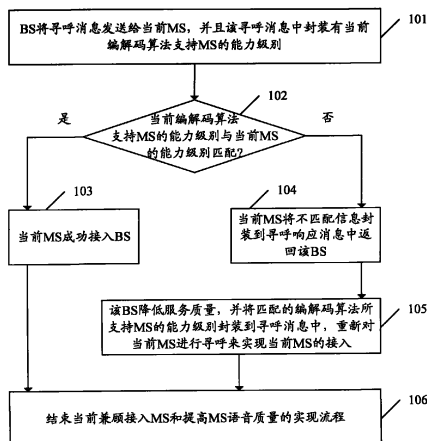 BS将寻呼消息发送给当前MS，并且该寻呼消息中封装有当前
编解码算法支持MS的能力级别
101
当前编解码算法
支持MS的能力级别与当前MS
的能力级别匹配?
102
是
否
当前MS成功接入BS
103
当前MS将不匹配信息封
装到寻呼响应消息中返
回该BS
104
该BS降低服务质量，并将匹配的编解码算法所
支持MS的能力级别封装到寻呼消息中，重新对
当前MS进行寻呼来实现当前MS的接入
105
结束当前兼顾接入MS和提高MS语音质量的实现流程
106